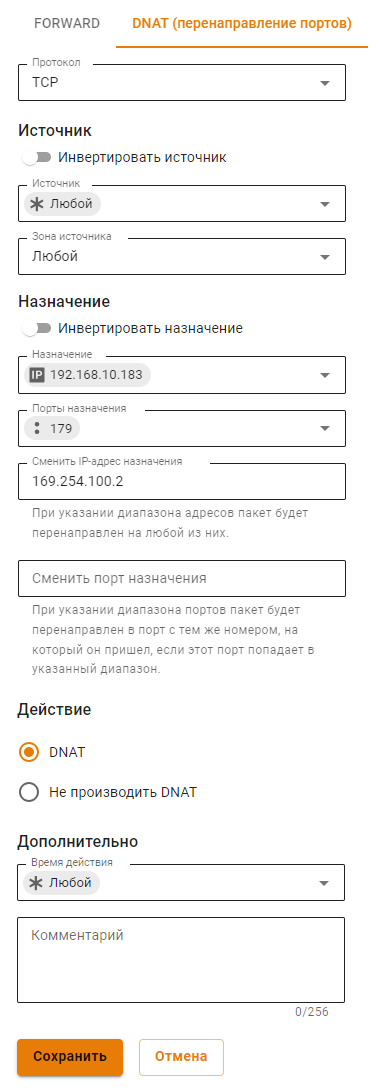 FORWARD DNAT (перенаправление портов)
Протокол
TCP
Источник
Инвертировать источник
Источник
Любой
Зона источника
Любой
Назначение
Инвертировать назначение
Назначение
IP 192.168.10.183
Порты назначения
179
Сменить IP-адрес назначения
169.254.100.2
При указании диапазона адресов пакет будет
перенаправлен на любой из них.
Сменить порт назначения
При указании диапазона портов пакет будет
перенаправлен в порт с тем же номером, на
который он пришел, если этот порт попадает в
указанный диапазон.
Действие
DNAT
Не производить DNAT
Дополнительно
Время действия
Любой
Комментарий
0/256
Сохранить Отмена